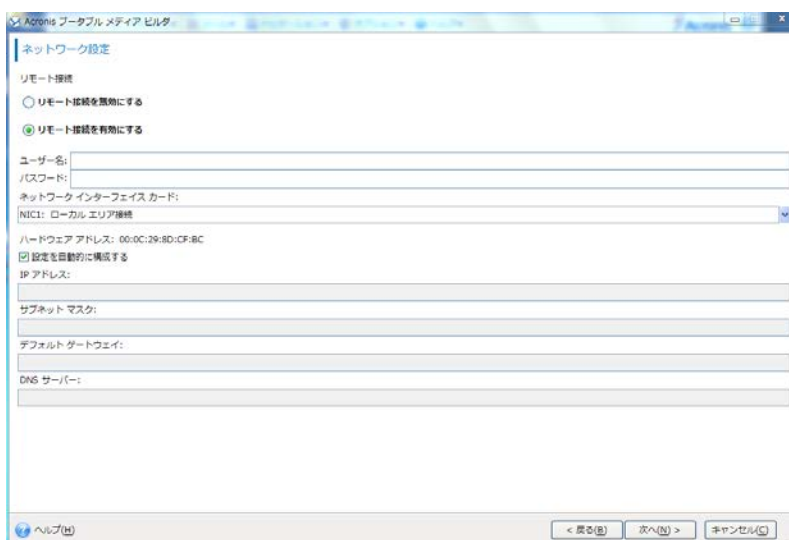 Acronis ブータブル メディア ビルダ
ネットワーク設定
リモート接続
リモート接続を無効にする
リモート接続を有効にする
ユーザー名:
パスワード:
ネットワーク インターフェイス カード:
NIC1: ローカル エリア接続
ハードウェア アドレス: 00:0C:29:8D:CF:BC
設定を自動的に構成する
IP アドレス:
サブネット マスク:
デフォルト ゲートウェイ:
DNS サーバー:
ヘルプ(H)
< 戻る(B) 次へ(N) > キャンセル(C)